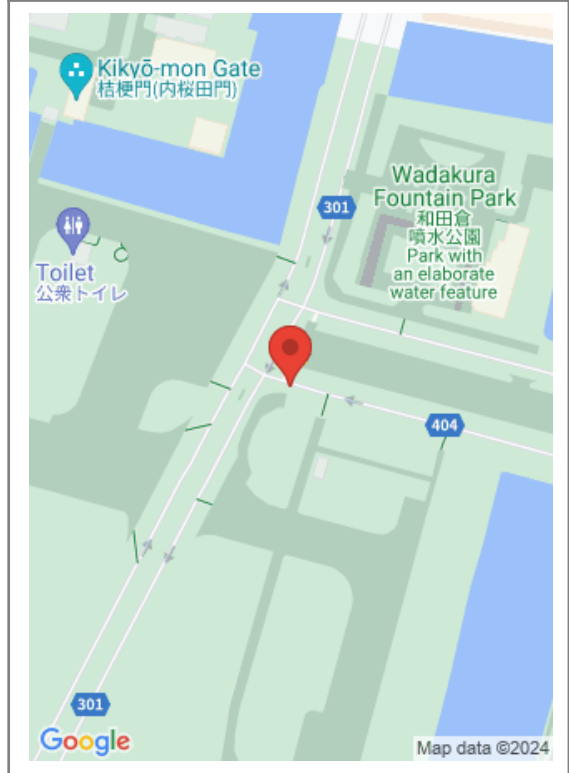 Kikyō-mon Gate
桔梗門(内桜田門)
Wadakura
Fountain Park
和田倉
噴水公園
Park with
an elaborate
water feature
301
Toilet
公衆トイレ
404
301
Google
Map data ©2024